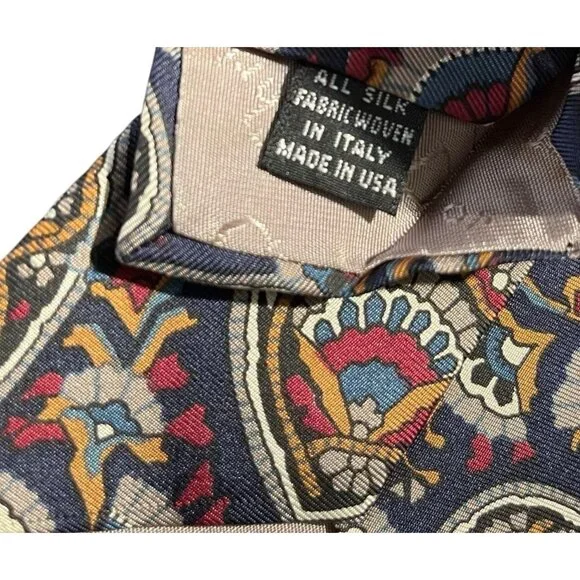 ALL SILK
FABRIC WOVEN
IN ITALY
MADE IN USA